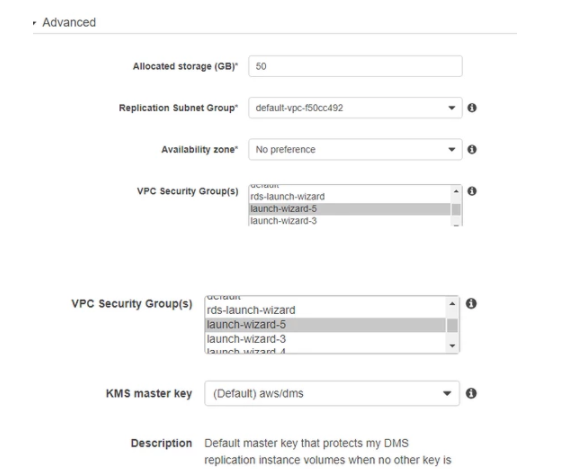 Advanced
Allocated storage (GB)* 50
Replication Subnet Group* default-vpc-f50cc492
Availability zone* No preference
VPC Security Group(s) default
rds-launch-wizard
launch-wizard-5
launch-wizard-3
default
VPC Security Group(s) rds-launch-wizard
launch-wizard-5
launch-wizard-3
launch-wizard-4
KMS master key (Default) aws/dms
Description Default master key that protects my DMS
replication instance volumes when no other key is